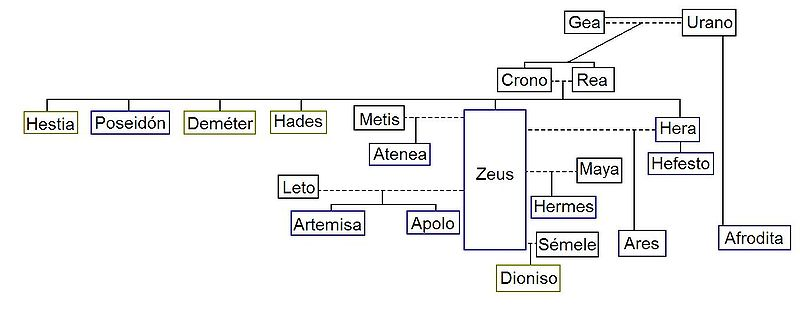 Gea
Urano
Crono
Rea
Hestia
Poseidón
Deméter
Hades
Metis
Zeus
Hera
Atenea
Hefesto
Maya
Leto
Hermes
Artemisa
Apolo
Sémele
Ares
Afrodita
Dioniso